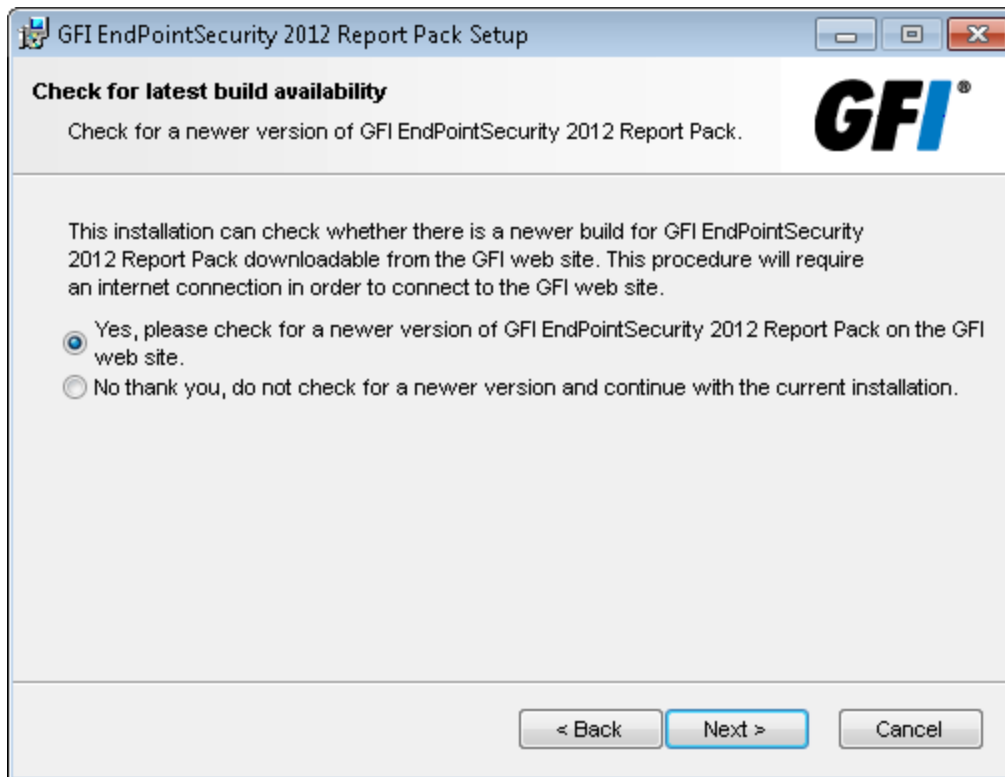 GFI EndPointSecurity 2012 Report Pack Setup
Check for latest build availability
Check for a newer version of GFI EndPointSecurity 2012 Report Pack.
GFI®
This installation can check whether there is a newer build for GFI EndPointSecurity
2012 Report Pack downloadable from the GFI web site. This procedure will require
an internet connection in order to connect to the GFI web site.
Yes, please check for a newer version of GFI EndPointSecurity 2012 Report Pack on the GFI
web site.
No thank you, do not check for a newer version and continue with the current installation.
< Back Next > Cancel